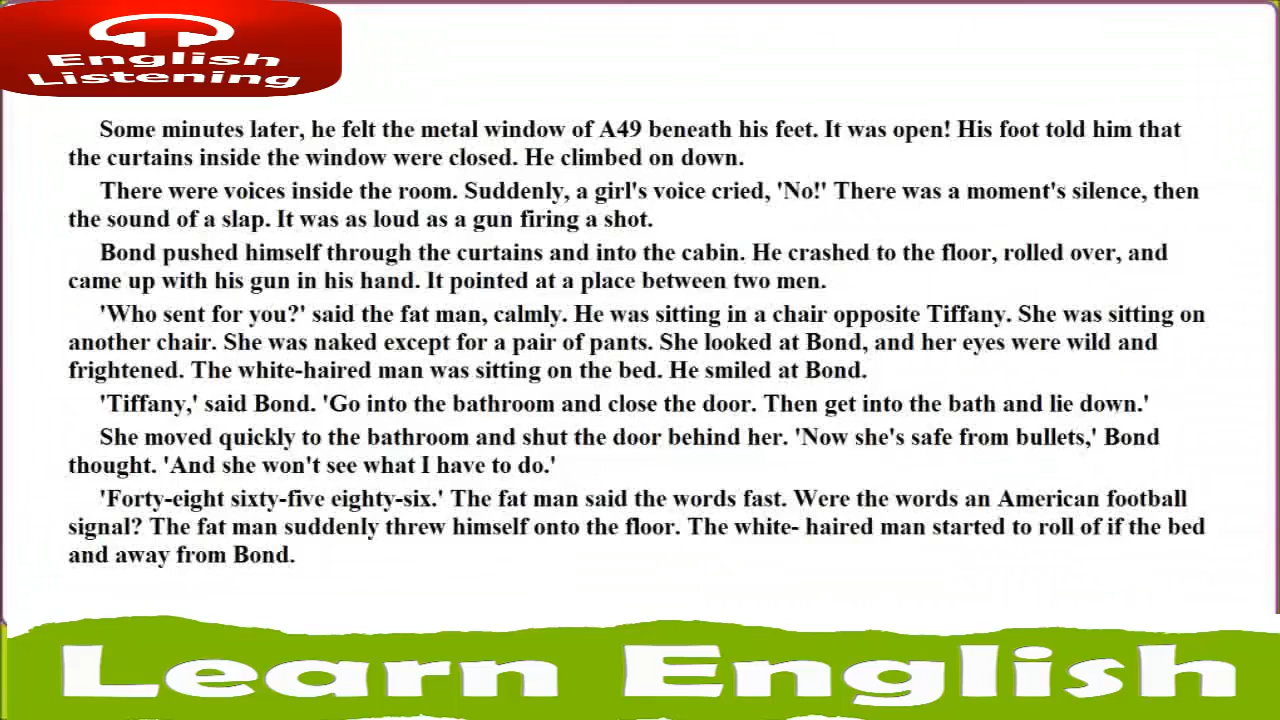 English
Listening
Some minutes later, he felt the metal window of A49 beneath his feet. It was open! His foot told him that
the curtains inside the window were closed. He climbed on down.
There were voices inside the room. Suddenly, a girl's voice cried, 'No!' There was a moment's silence, then
the sound of a slap. It was as loud as a gun firing a shot.
Bond pushed himself through the curtains and into the cabin. He crashed to the floor, rolled over, and
came up with his gun in his hand. It pointed at a place between two men.
'Who sent for you?' said the fat man, calmly. He was sitting in a chair opposite Tiffany. She was sitting on
another chair. She was naked except for a pair of pants. She looked at Bond, and her eyes were wild and
frightened. The white-haired man was sitting on the bed. He smiled at Bond.
'Tiffany,' said Bond. 'Go into the bathroom and close the door. Then get into the bath and lie down.'
She moved quickly to the bathroom and shut the door behind her. 'Now she's safe from bullets,' Bond
thought. 'And she won't see what I have to do.'
'Forty-eight sixty-five eighty-six.' The fat man said the words fast. Were the words an American football
signal? The fat man suddenly threw himself onto the floor. The white- haired man started to roll of if the bed
and away from Bond.
Learn English